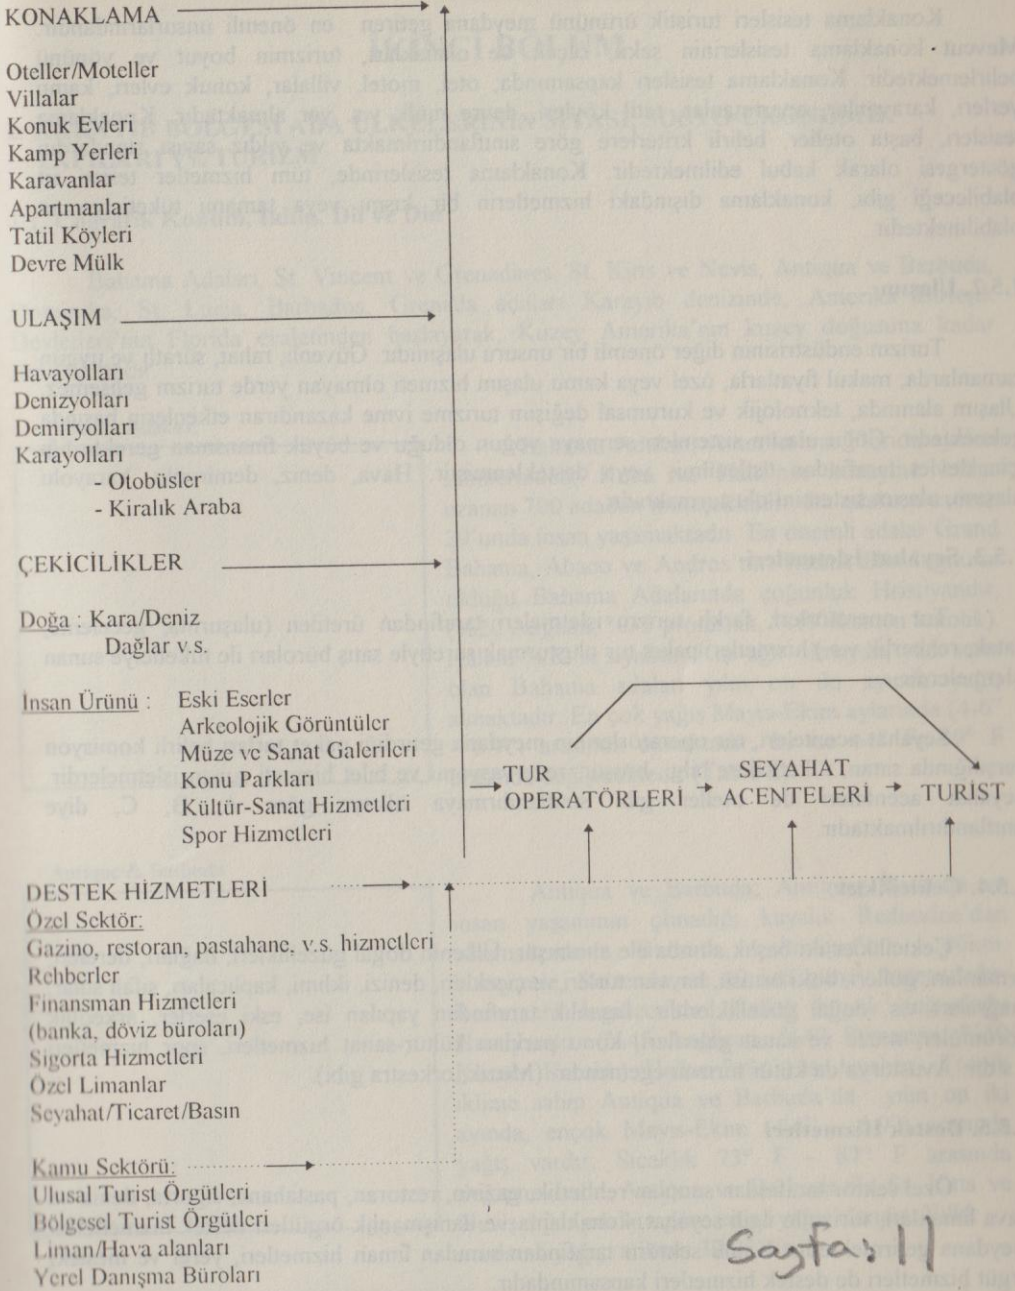 KONAKLAMA
Oteller/Moteller
Villalar
Konuk Evleri
Kamp Yerleri
Karavanlar
Apartmanlar
Tatil Köyleri
Devre Mülk
ULAŞIM
Havayolları
Denizyolları
Demiryolları
Karayolları
- Otobüsler
- Kiralık Araba
ÇEKİCİLİKLER
Doğa : Kara/Deniz
Dağlar v.s.
İnsan Ürünü : Eski Eserler
Arkeolojik Görüntüler
Müze ve Sanat Galerileri
Konu Parkları
Kültür-Sanat Hizmetleri
Spor Hizmetleri
TUR
OPERATÖRLERİ
SEYAHAT
ACENTELERİ
TURİST
DESTEK HİZMETLERİ
Özel Sektör:
Gazino, restoran, pastahane, v.s. hizmetleri
Rehberler
Finansman Hizmetleri
(banka, döviz büroları)
Sigorta Hizmetleri
Özel Limanlar
Seyahat/Ticaret/Basın
Kamu Sektörü:
Ulusal Turist Örgütleri
Bölgesel Turist Örgütleri
Liman/Hava alanları
Yerel Danışma Büroları
Sayfa: 11